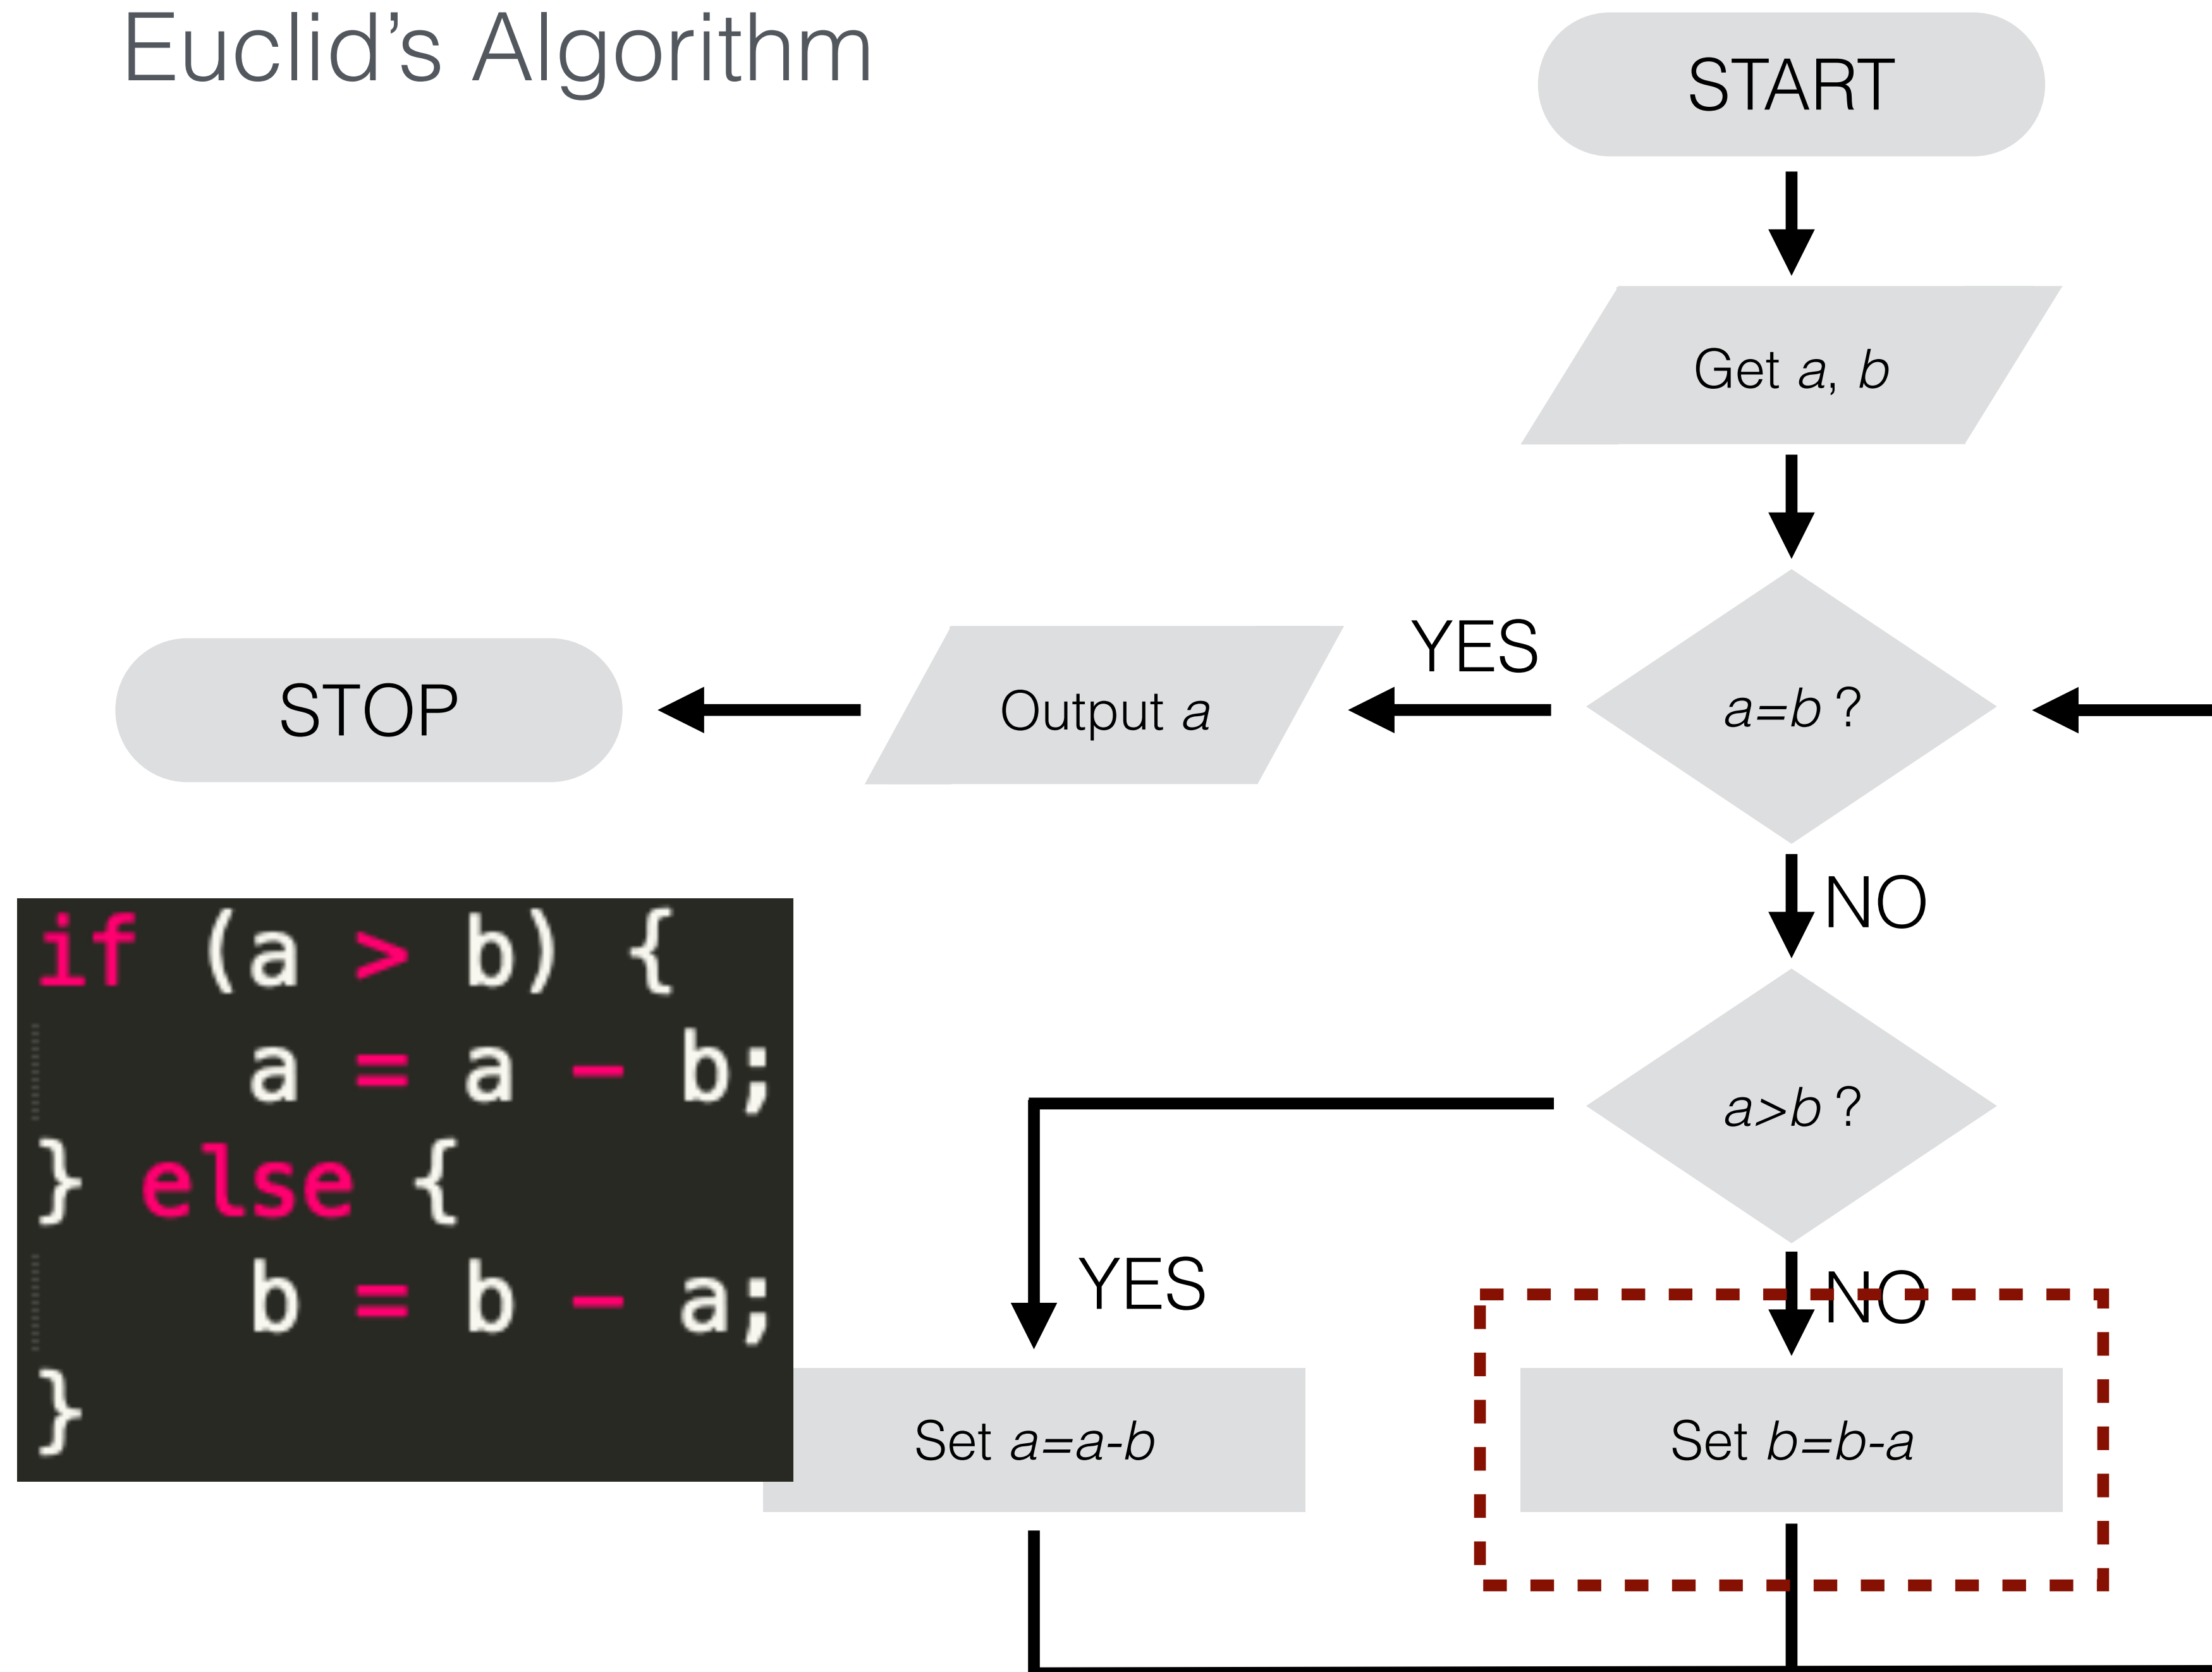 Euclid’s Algorithm
START
Get a, b
a=b ?
YES
Output a
STOP
NO
a>b ?
YES
NO
Set a=a-b
Set b=b-a
if (a > b) {
    a = a - b;
} else {
    b = b - a;
}